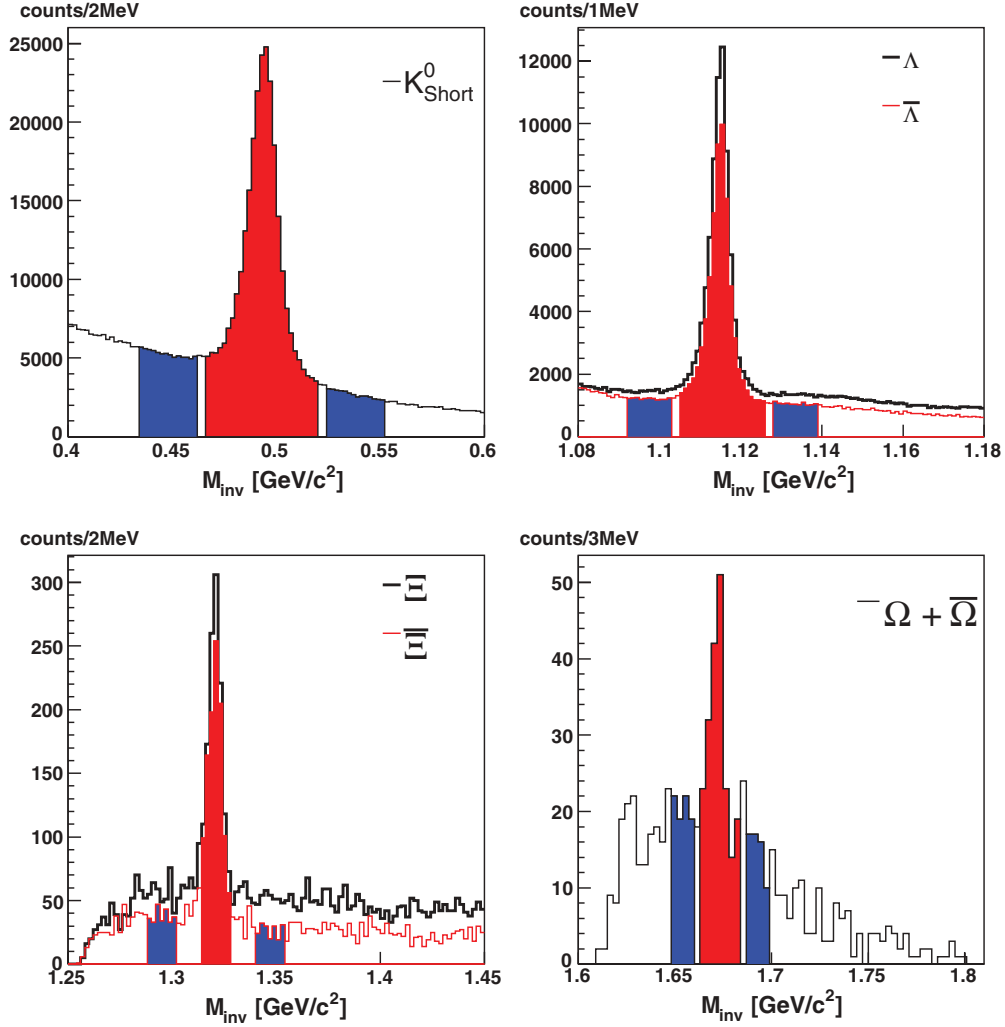 counts/2MeV
25000
20000
15000
10000
5000
0
K⁰Short
0.4 0.45 0.5 0.55 0.6
M_inv [GeV/c²]
counts/1MeV
12000
10000
8000
6000
4000
2000
0
Λ
Λ̅
1.08 1.1 1.12 1.14 1.16 1.18
M_inv [GeV/c²]
counts/2MeV
300
250
200
150
100
50
0
Ξ
Ξ̅
1.25 1.3 1.35 1.4 1.45
M_inv [GeV/c²]
counts/3MeV
50
40
30
20
10
0
Ω + Ω̅
1.6 1.65 1.7 1.75 1.8
M_inv [GeV/c²]